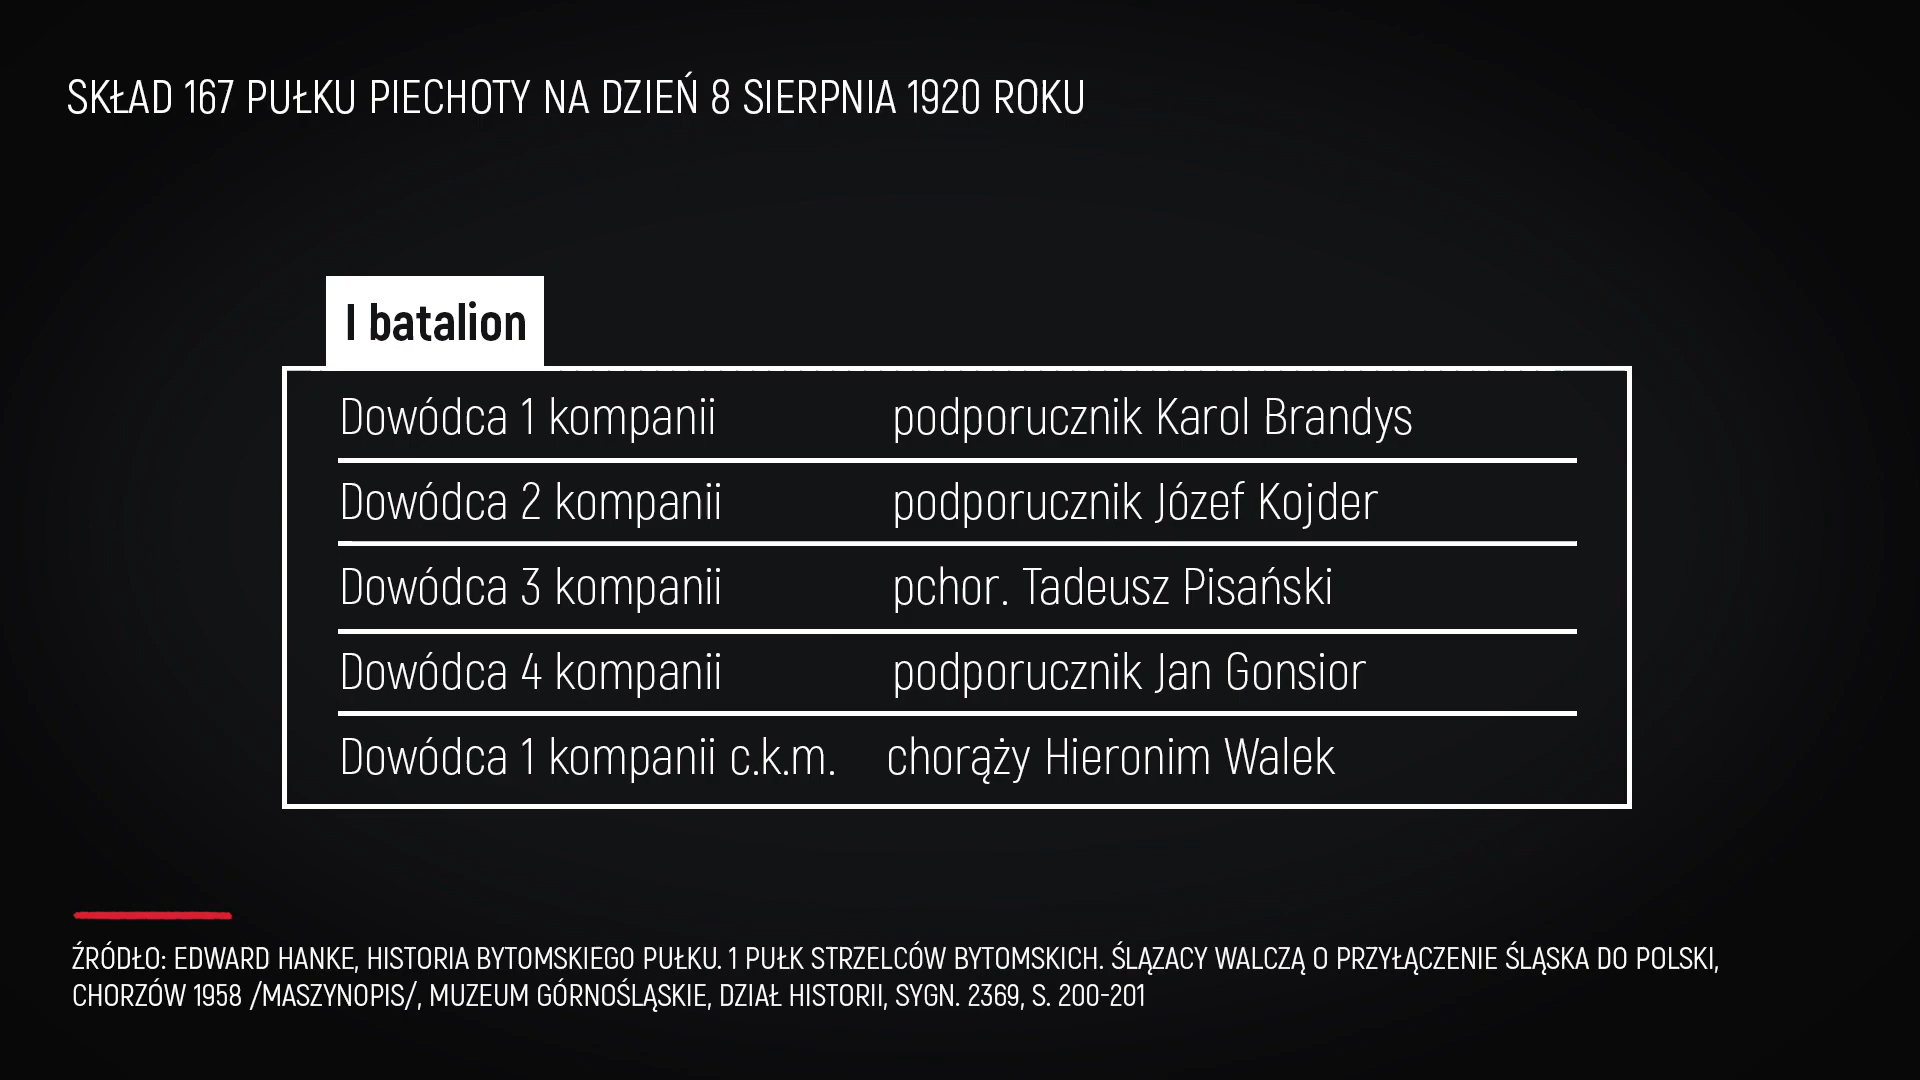 SKŁAD 167 PUŁKU PIECHOTY NA DZIEŃ 8 SIERPNIA 1920 ROKU
I batalion
Dowódca 1 kompanii podporucznik Karol Brandys
Dowódca 2 kompanii podporucznik Józef Kojder
Dowódca 3 kompanii pchor. Tadeusz Pisański
Dowódca 4 kompanii podporucznik Jan Gonsior
Dowódca 1 kompanii c.k.m. chorąży Hieronim Walek
ŹRÓDŁO: EDWARD HANKE, HISTORIA BYTOMSKIEGO PUŁKU. 1 PUŁK STRZELCÓW BYTOMSKICH. ŚLĄZACY WALCZĄ O PRZYŁĄCZENIE ŚLĄSKA DO POLSKI,
CHORZÓW 1958 /MASZYNOPIS/, MUZEUM GÓRNOŚLĄSKIE, DZIAŁ HISTORII, SYGN. 2369, S. 200-201